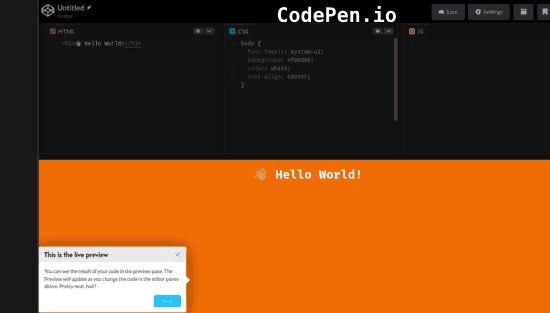 CodePen.io
Untitled
Save
Settings
HTML
CSS
JS
<h1>👋 Hello World!</h1>
body {
font-family: system-ui;
background: #f06d06;
color: white;
text-align: center;
}
👋 Hello World!
This is the live preview
You can see the result of your code in the preview pane. The
Preview will update as you change the code in the editor panes
above. Pretty neat, huh?